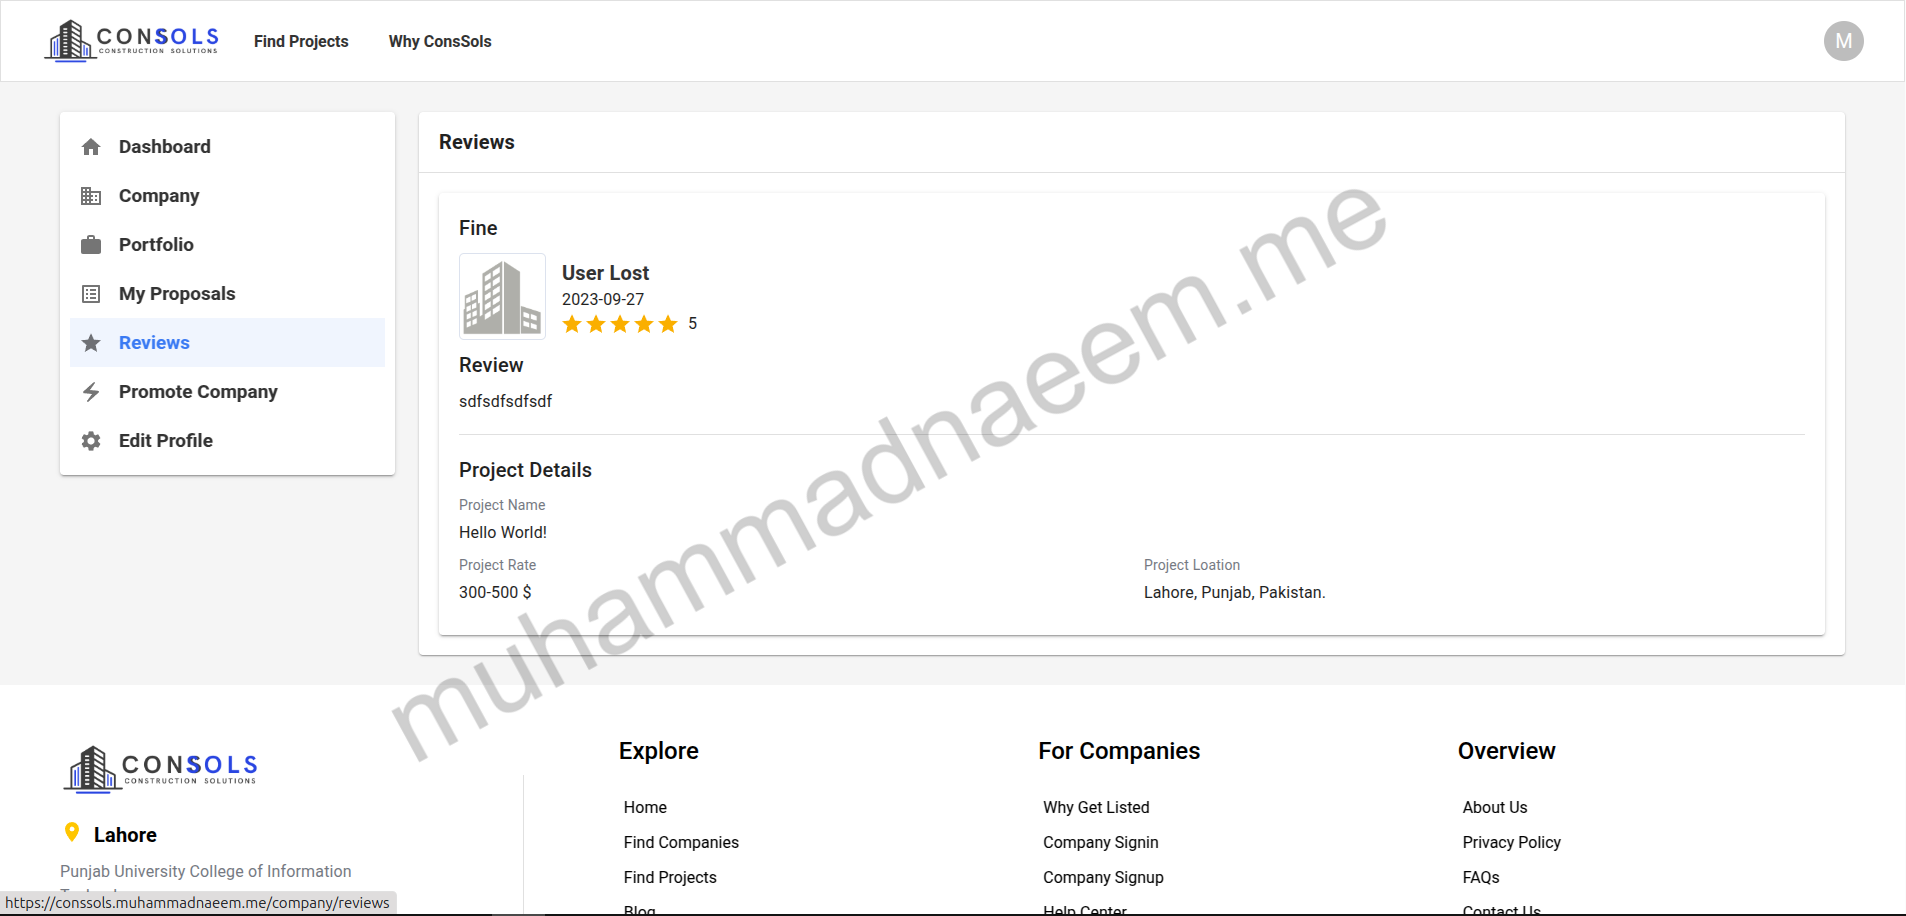 CONSOLS
CONSTRUCTION SOLUTIONS
Find Projects
Why ConsSols
M
Dashboard
Company
Portfolio
My Proposals
Reviews
Promote Company
Edit Profile
Reviews
Fine
User Lost
2023-09-27
5
Review
sdfsdfsdfsdf
Project Details
Project Name
Hello World!
Project Rate
300-500 $
Project Loation
Lahore, Punjab, Pakistan.
muhammadnaeem.me
CONSOLS
CONSTRUCTION SOLUTIONS
Lahore
Punjab University College of Information
Explore
Home
Find Companies
Find Projects
Blog
For Companies
Why Get Listed
Company Signin
Company Signup
Help Center
Overview
About Us
Privacy Policy
FAQs
Contact Us
https://conssols.muhammadnaeem.me/company/reviews